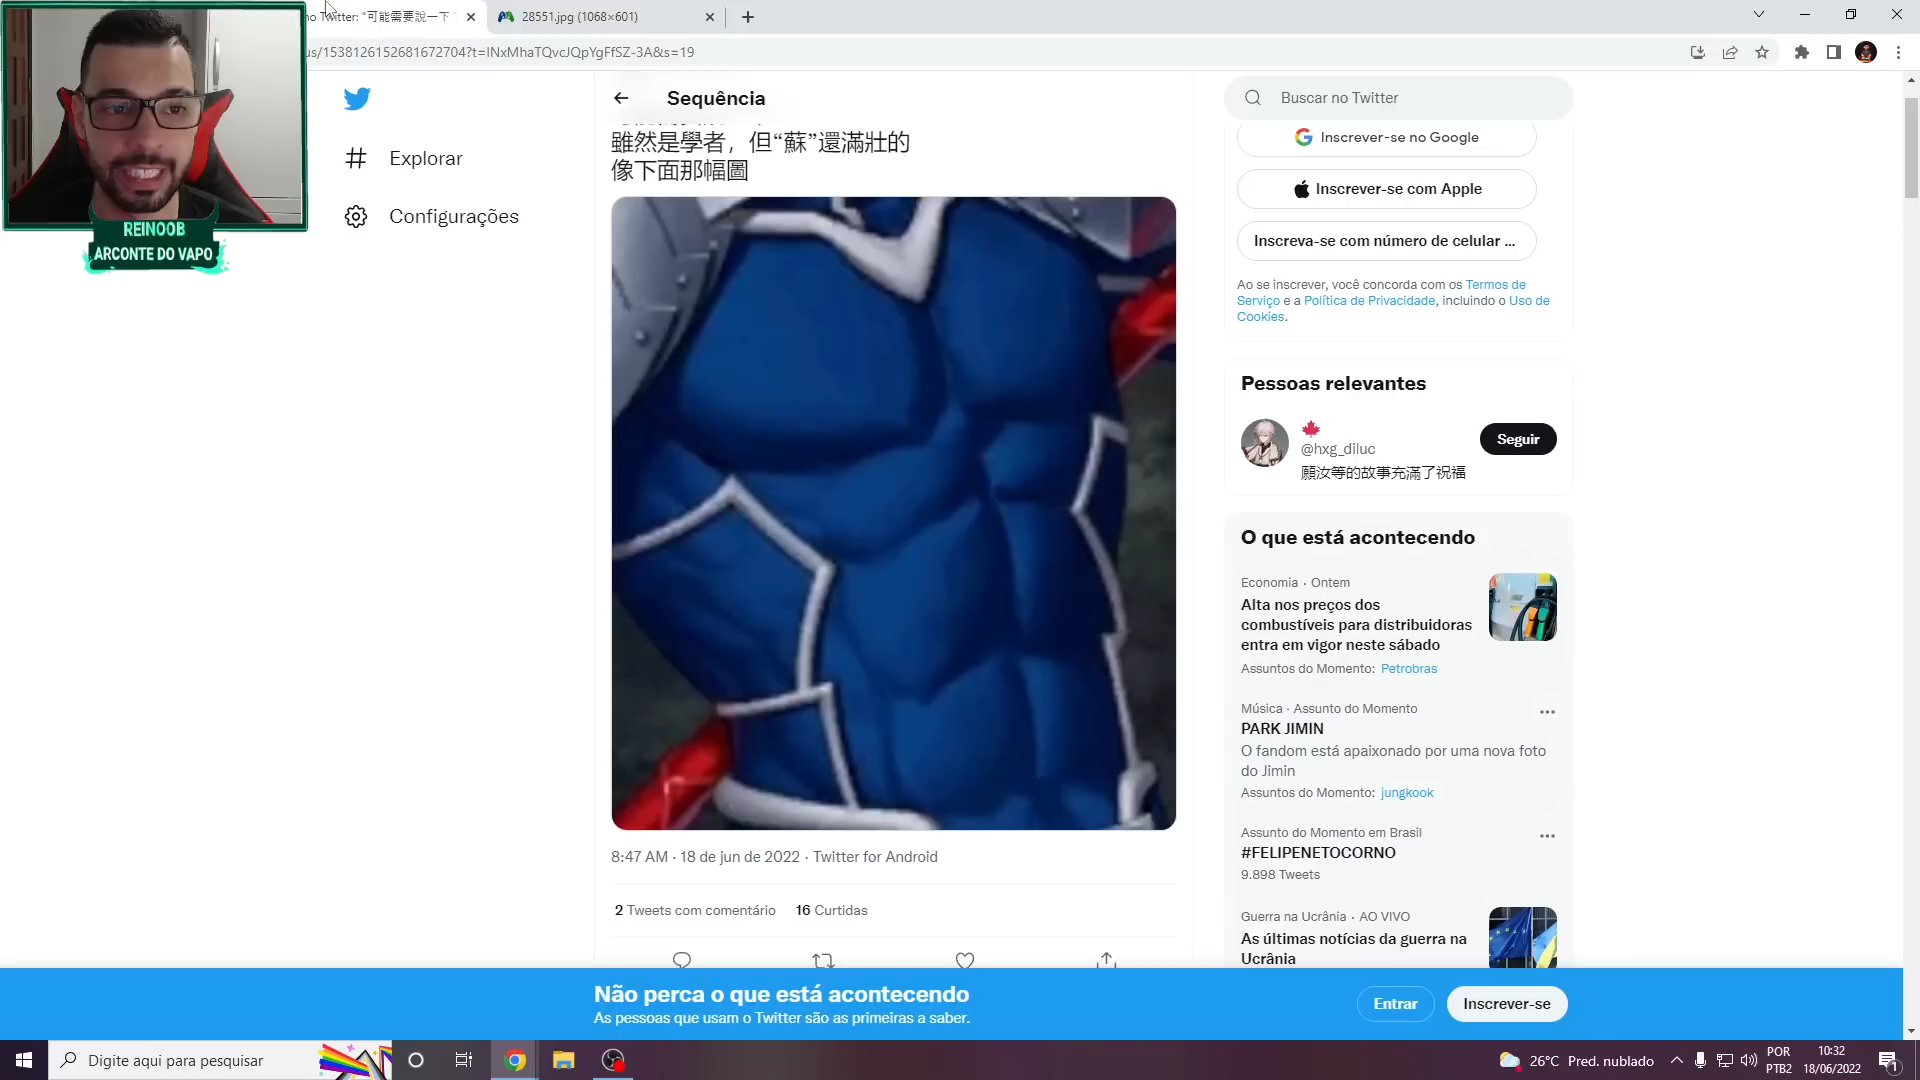 no Twitter: "可能需要說一下
28551.jpg (1068×601)
us/1538126152681672704?t=INxMhaTQvcJQpYgFfSZ-3A&s=19
REINOOB
ARCONTE DO VAPO
Explorar
Configurações
Sequência
雖然是學者，但“蘇”還滿壯的
像下面那幅圖
8:47 AM · 18 de jun de 2022 · Twitter for Android
2 Tweets com comentário 16 Curtidas
Buscar no Twitter
Inscrever-se no Google
Inscrever-se com Apple
Inscreva-se com número de celular ...
Ao se inscrever, você concorda com os Termos de
Serviço e a Política de Privacidade, incluindo o Uso de
Cookies.
Pessoas relevantes
@hxg_diluc
Seguir
願汝等的故事充滿了祝福
O que está acontecendo
Economia · Ontem
Alta nos preços dos
combustíveis para distribuidoras
entra em vigor neste sábado
Assuntos do Momento: Petrobras
Música · Assunto do Momento
PARK JIMIN
O fandom está apaixonado por uma nova foto
do Jimin
Assuntos do Momento: jungkook
Assunto do Momento em Brasil
#FELIPENETOCORNO
9.898 Tweets
Guerra na Ucrânia · AO VIVO
As últimas notícias da guerra na
Ucrânia
Não perca o que está acontecendo
As pessoas que usam o Twitter são as primeiras a saber.
Entrar
Inscrever-se
Digite aqui para pesquisar
26°C Pred. nublado
POR
PTB2
10:32
18/06/2022
1